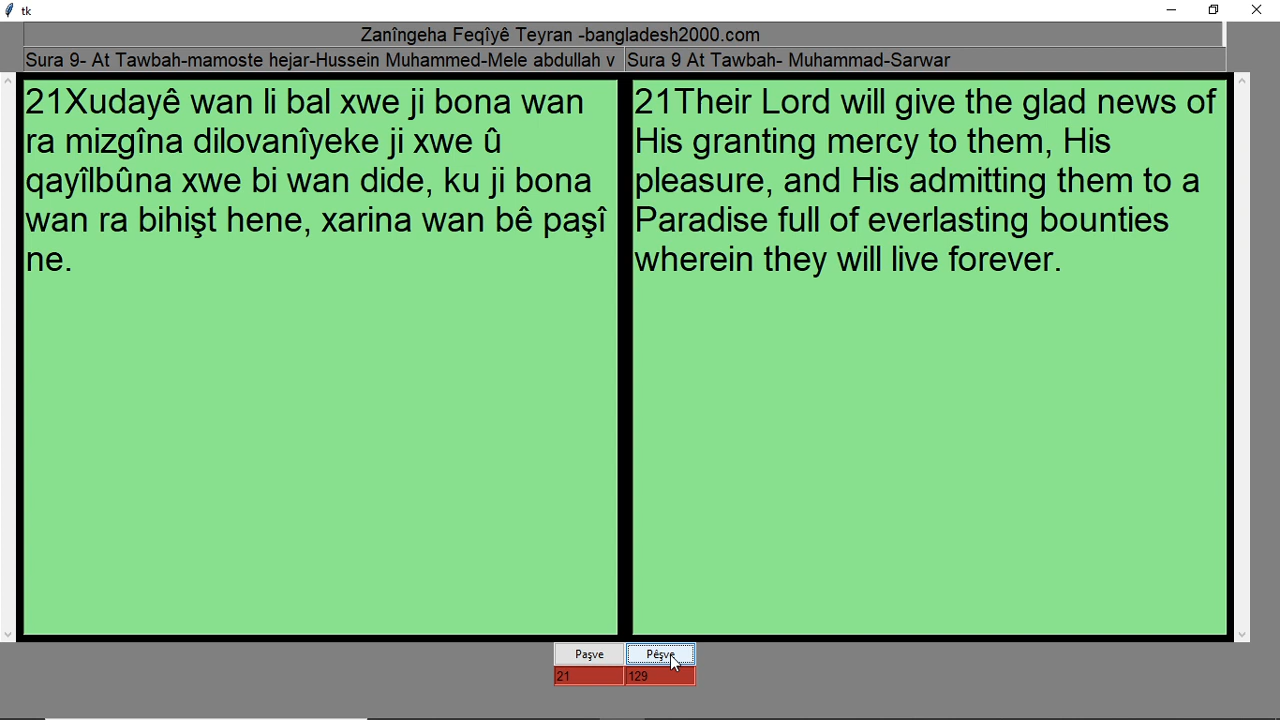 tk
Zanîngeha Feqîyê Teyran -bangladesh2000.com
Sura 9- At Tawbah-mamoste hejar-Hussein Muhammed-Mele abdullah v
Sura 9 At Tawbah- Muhammad-Sarwar
21Xudayê wan li bal xwe ji bona wan
ra mizgîna dilovanîyeke ji xwe û
qayîlbûna xwe bi wan dide, ku ji bona
wan ra bihişt hene, xarina wan bê paşî
ne.
21Their Lord will give the glad news of
His granting mercy to them, His
pleasure, and His admitting them to a
Paradise full of everlasting bounties
wherein they will live forever.
Paşve
Pêşve
21
129